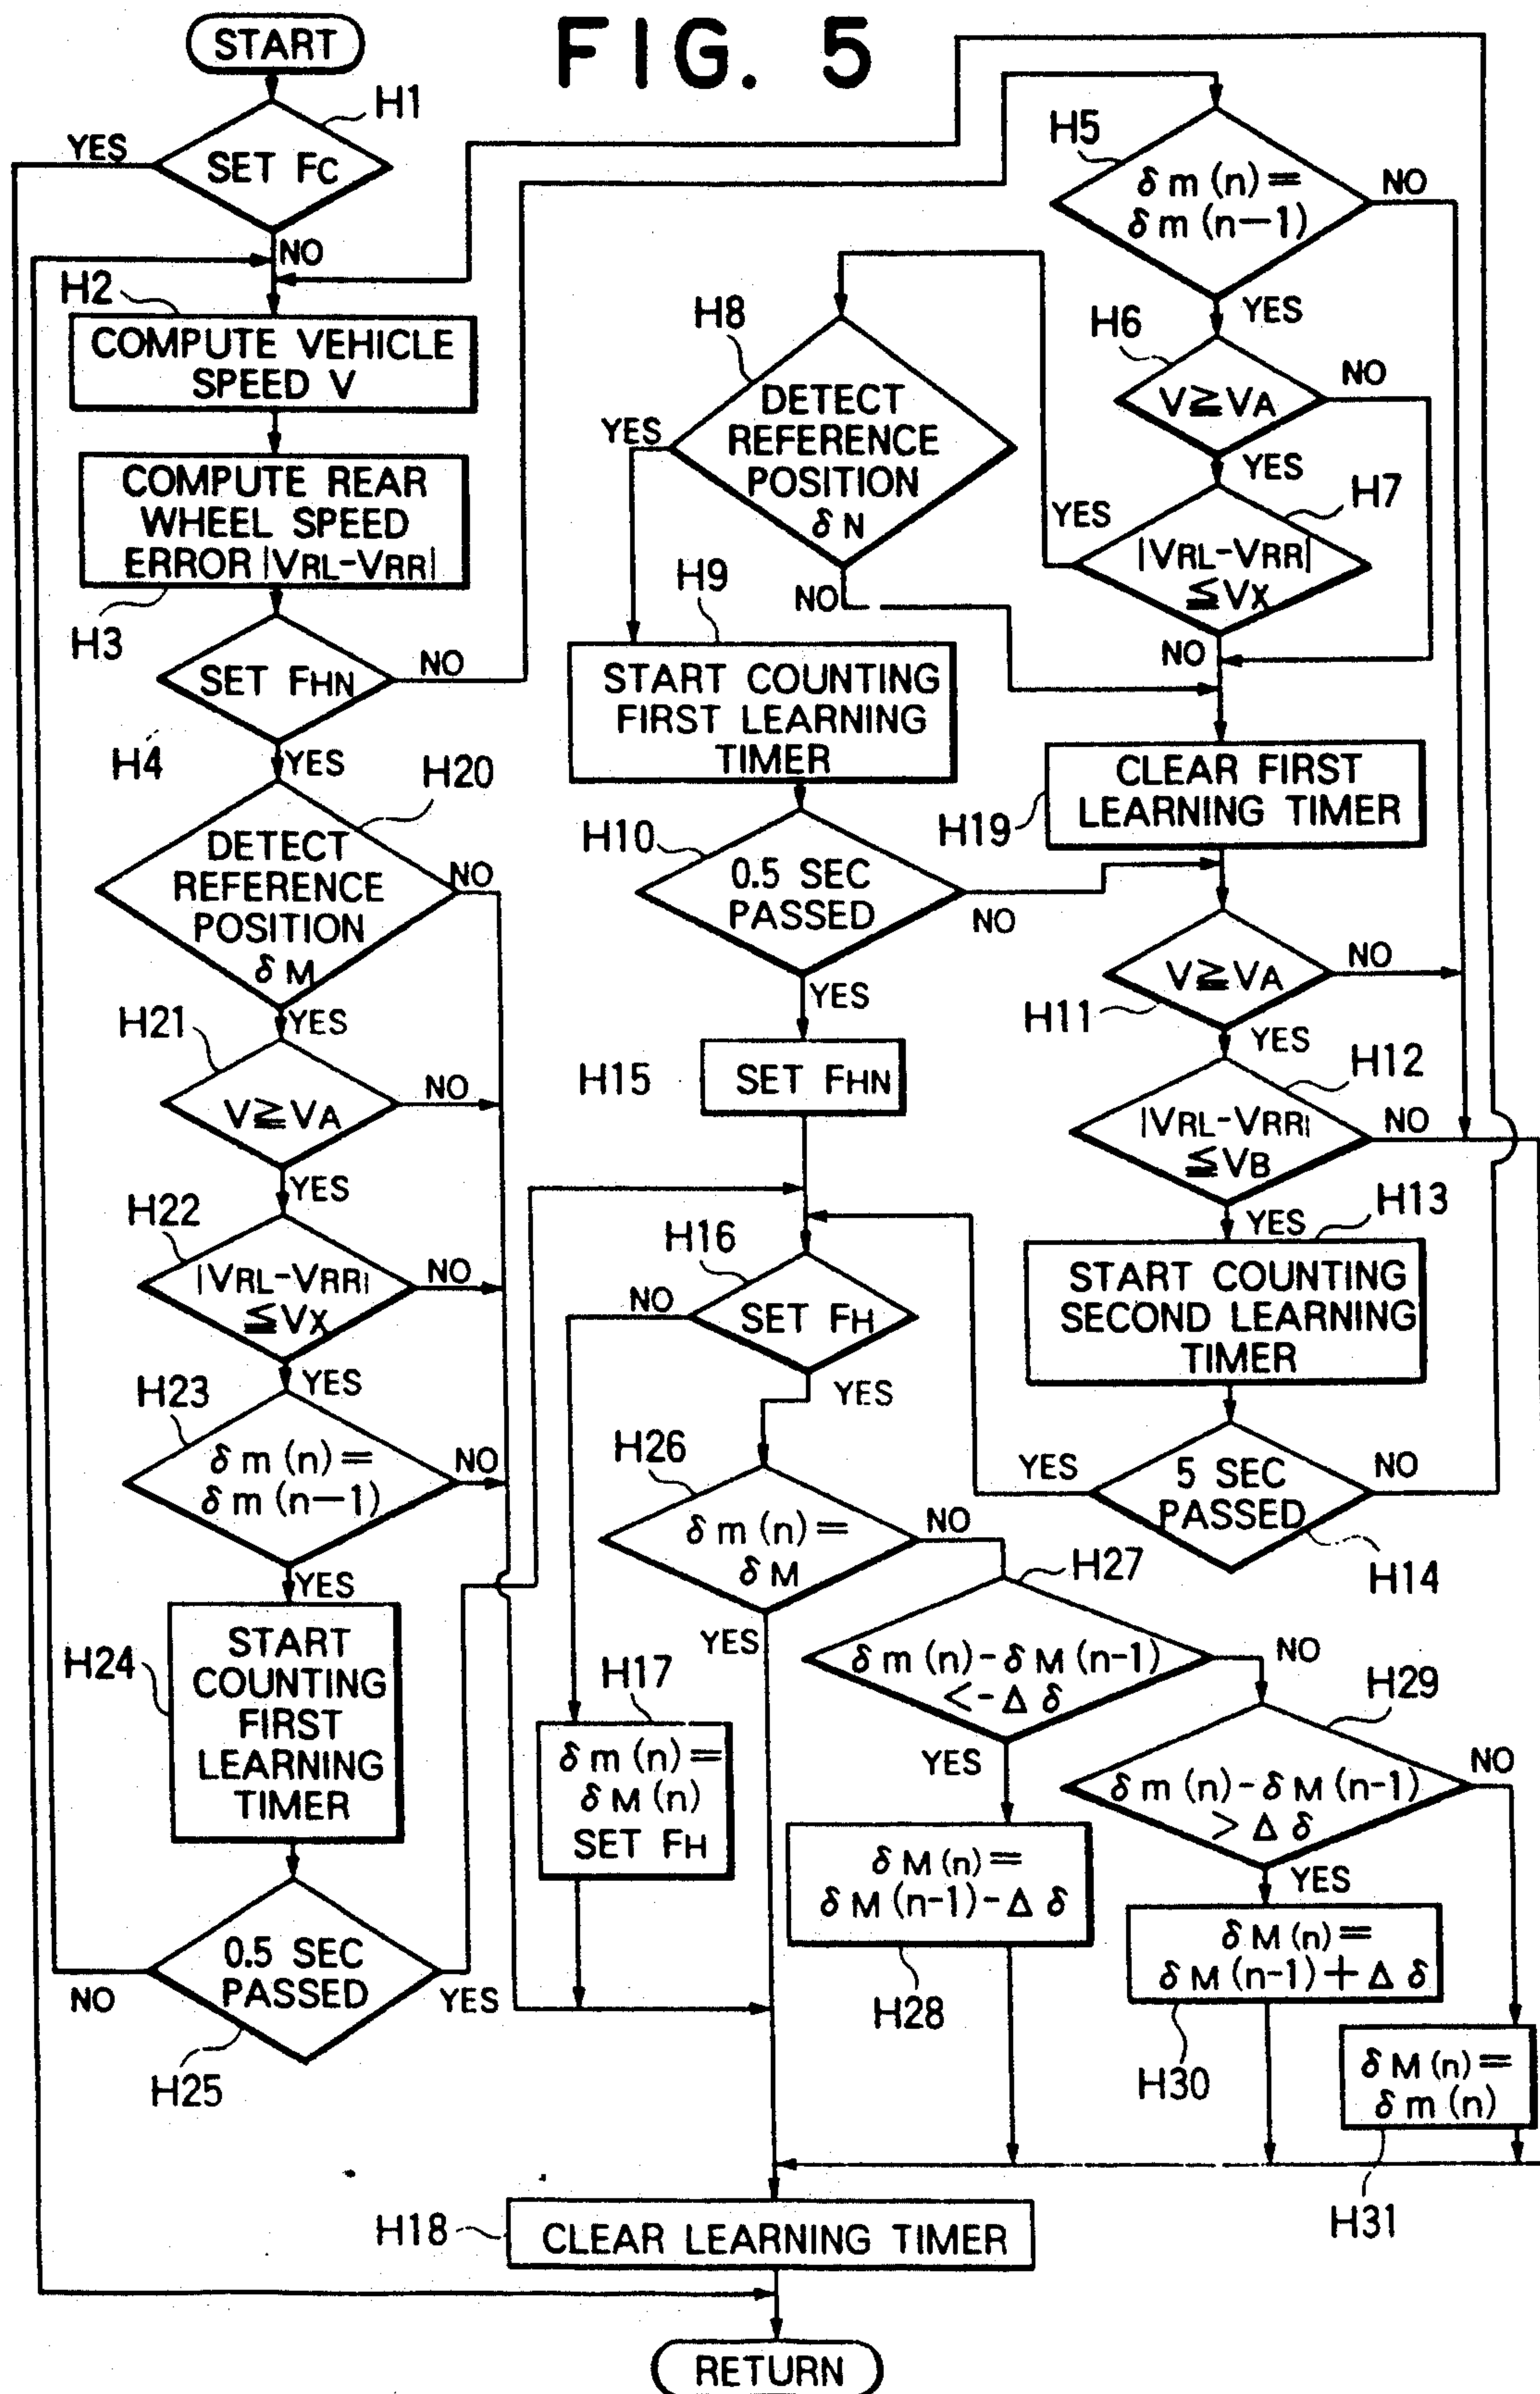 FIG. 5
START
H1
YES
SET FC
NO
H2
COMPUTE VEHICLE
SPEED V
COMPUTE REAR
WHEEL SPEED
ERROR |VRL-VRR|
H3
SET FHN
NO
H4
YES
H20
DETECT
REFERENCE
POSITION
δM
NO
YES
H21
V≧VA
NO
YES
H22
|VRL-VRR|
≦VX
NO
YES
H23
δm(n)=
δm(n-1)
NO
YES
H24
START
COUNTING
FIRST
LEARNING
TIMER
0.5 SEC
PASSED
NO
YES
H25
H5
δm(n)=
δm(n-1)
NO
YES
H6
V≧VA
NO
YES
H7
|VRL-VRR|
≦VX
YES
NO
H8
DETECT
REFERENCE
POSITION
δN
YES
NO
H9
START COUNTING
FIRST LEARNING
TIMER
H10
0.5 SEC
PASSED
NO
YES
H15
SET FHN
H19
CLEAR FIRST
LEARNING TIMER
H11
V≧VA
NO
YES
H12
|VRL-VRR|
≦VB
NO
YES
H13
START COUNTING
SECOND LEARNING
TIMER
5 SEC
PASSED
YES
NO
H14
H16
SET FH
NO
YES
H26
δm(n)=
δM
NO
YES
H17
δm(n)=
δM(n)
SET FH
H27
δm(n)-δM(n-1)
<-Δδ
NO
YES
H28
δM(n)=
δM(n-1)-Δδ
H29
δm(n)-δM(n-1)
>Δδ
NO
YES
δM(n)=
δM(n-1)+Δδ
H30
δM(n)=
δm(n)
H31
H18
CLEAR LEARNING TIMER
RETURN